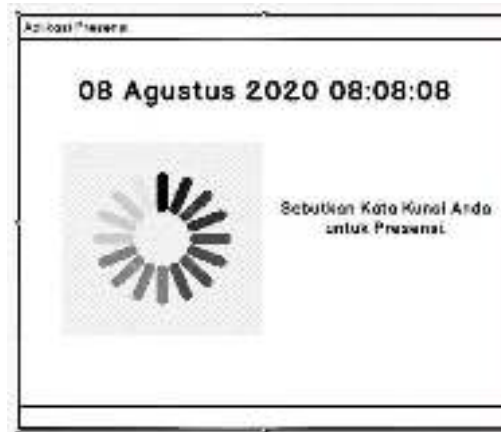 Aplikasi Presensi
08 Agustus 2020 08:08:08
Sebutkan Kata Kunci Anda
untuk Presensi.